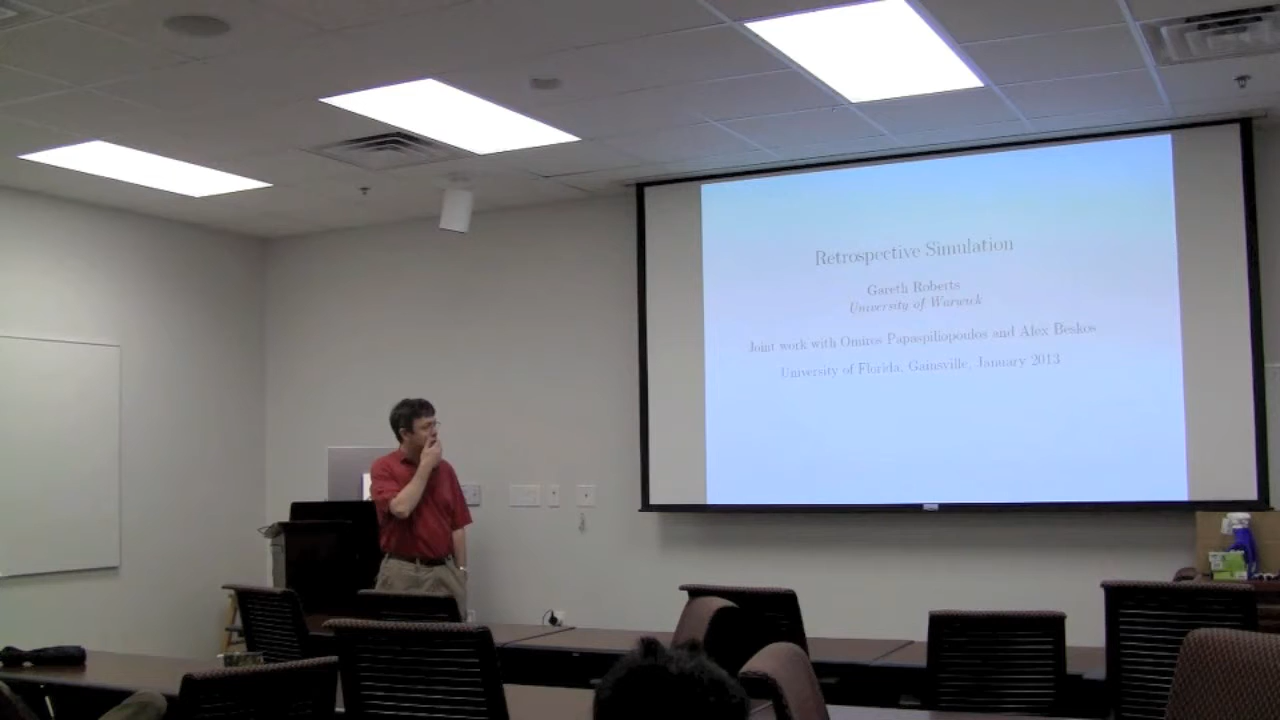 Retrospective Simulation
Gareth Roberts
University of Warwick
Joint work with Omiros Papaspiliopoulos and Alex Beskos
University of Florida, Gainsville, January 2013